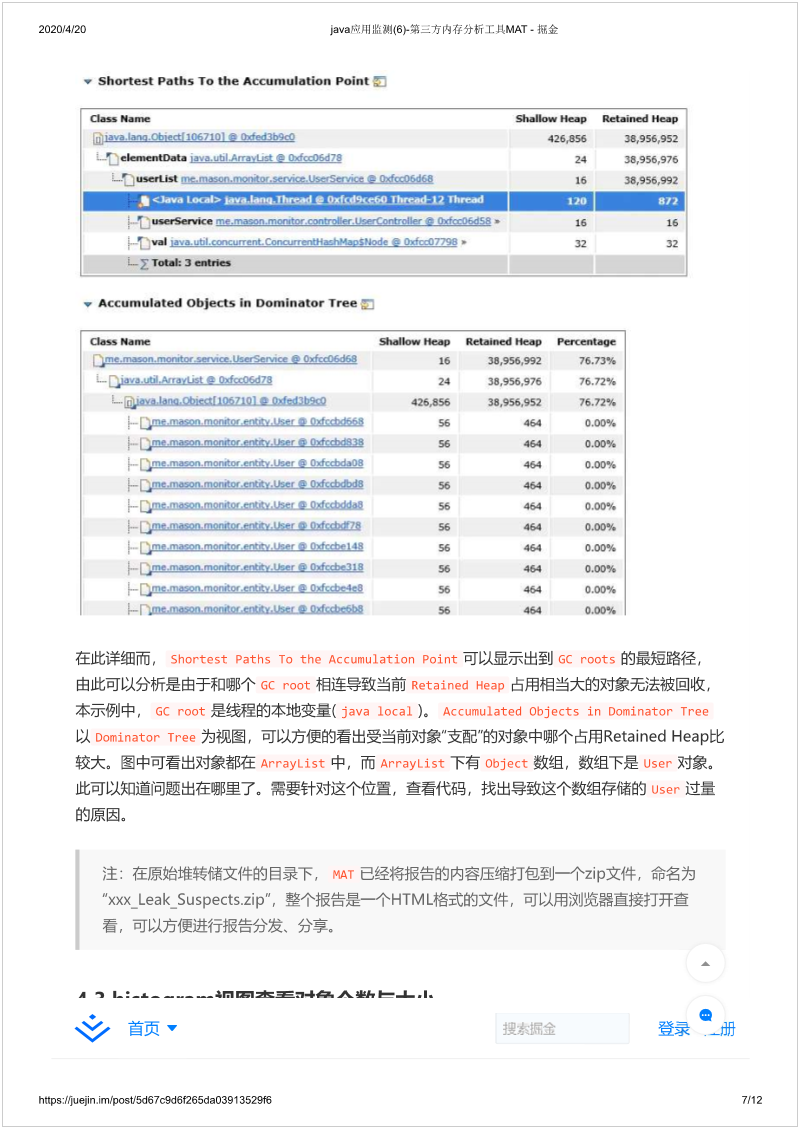 2020/4/20
java应用监测(6)-第三方内存分析工具MAT - 掘金
Shortest Paths To the Accumulation Point
Class Name Shallow Heap Retained Heap
java.lang.Object[106710] @ 0xfed3b9c0 426,856 38,956,952
elementData java.util.ArrayList @ 0xfcc06d78 24 38,956,976
userList me.mason.monitor.service.UserService @ 0xfcc06d68 16 38,956,992
<Java Local> java.lang.Thread @ 0xfcd9ce60 Thread-12 Thread 120 872
userService me.mason.monitor.controller.UserController @ 0xfcc06d58 » 16 16
val java.util.concurrent.ConcurrentHashMap$Node @ 0xfcc07798 » 32 32
Total: 3 entries
Accumulated Objects in Dominator Tree
Class Name Shallow Heap Retained Heap Percentage
me.mason.monitor.service.UserService @ 0xfcc06d68 16 38,956,992 76.73%
java.util.ArrayList @ 0xfcc06d78 24 38,956,976 76.72%
java.lang.Object[106710] @ 0xfed3b9c0 426,856 38,956,952 76.72%
me.mason.monitor.entity.User @ 0xfccbd668 56 464 0.00%
me.mason.monitor.entity.User @ 0xfccbd838 56 464 0.00%
me.mason.monitor.entity.User @ 0xfccbda08 56 464 0.00%
me.mason.monitor.entity.User @ 0xfccbdbd8 56 464 0.00%
me.mason.monitor.entity.User @ 0xfccbdda8 56 464 0.00%
me.mason.monitor.entity.User @ 0xfccbdf78 56 464 0.00%
me.mason.monitor.entity.User @ 0xfccbe148 56 464 0.00%
me.mason.monitor.entity.User @ 0xfccbe318 56 464 0.00%
me.mason.monitor.entity.User @ 0xfccbe4e8 56 464 0.00%
me.mason.monitor.entity.User @ 0xfccbe6b8 56 464 0.00%
在此详细而， Shortest Paths To the Accumulation Point 可以显示出到 GC roots 的最短路径，
由此可以分析是由于和哪个 GC root 相连导致当前 Retained Heap 占用相当大的对象无法被回收，
本示例中， GC root 是线程的本地变量( java local )。 Accumulated Objects in Dominator Tree
以 Dominator Tree 为视图，可以方便的看出受当前对象“支配”的对象中哪个占用Retained Heap比
较大。图中可看出对象都在 ArrayList 中，而 ArrayList 下有 Object 数组，数组下是 User 对象。
此可以知道问题出在哪里了。需要针对这个位置，查看代码，找出导致这个数组存储的 User 过量
的原因。
注：在原始堆转储文件的目录下， MAT 已经将报告的内容压缩打包到一个zip文件，命名为
“xxx_Leak_Suspects.zip”，整个报告是一个HTML格式的文件，可以用浏览器直接打开查
看，可以方便进行报告分发、分享。
4.3 histogram视图查看对象个数与大小
首页 搜索掘金 登录 注册
https://juejin.im/post/5d67c9d6f265da03913529f6
7/12